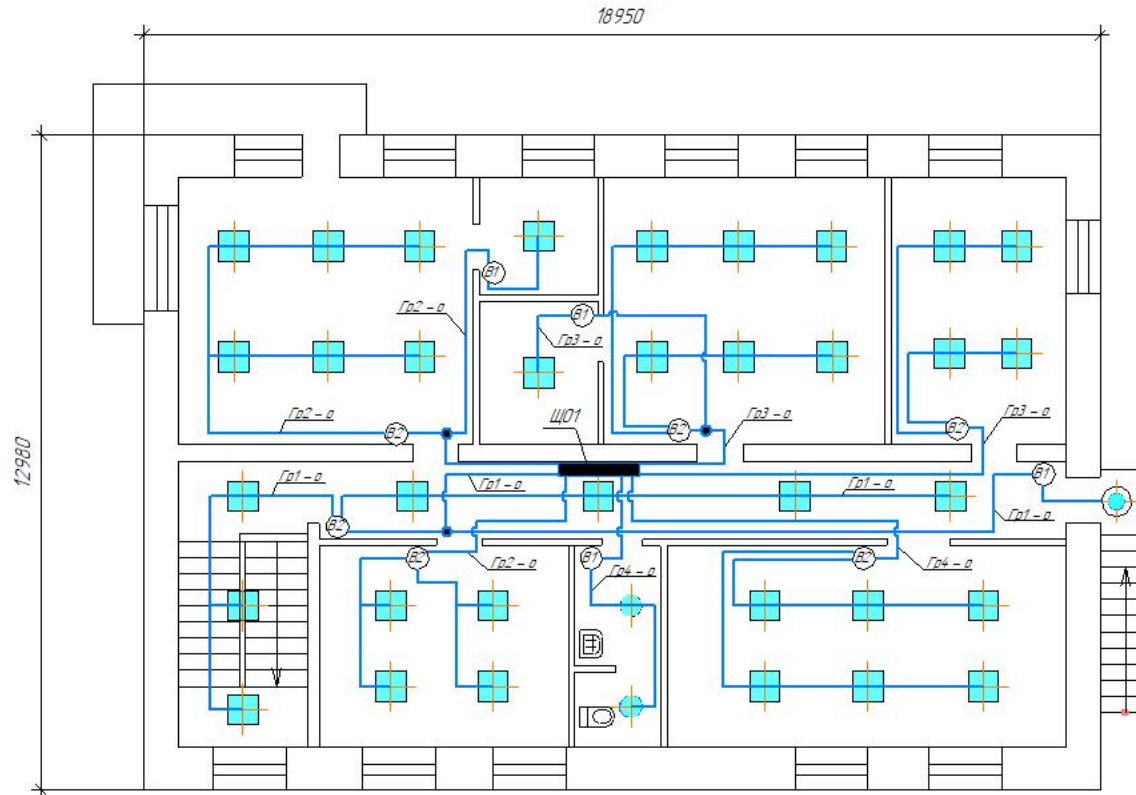 18950
12980
В1
Гр2 - о
В1
Гр3 - о
Гр2 - о
В2
ЩО1
В2
Гр3 - о
В2
Гр3 - о
Гр1 - о
Гр1 - о
Гр1 - о
В1
В2
Гр1 - о
В2
Гр2 - о
В1
Гр4 - о
В2
Гр4 - о